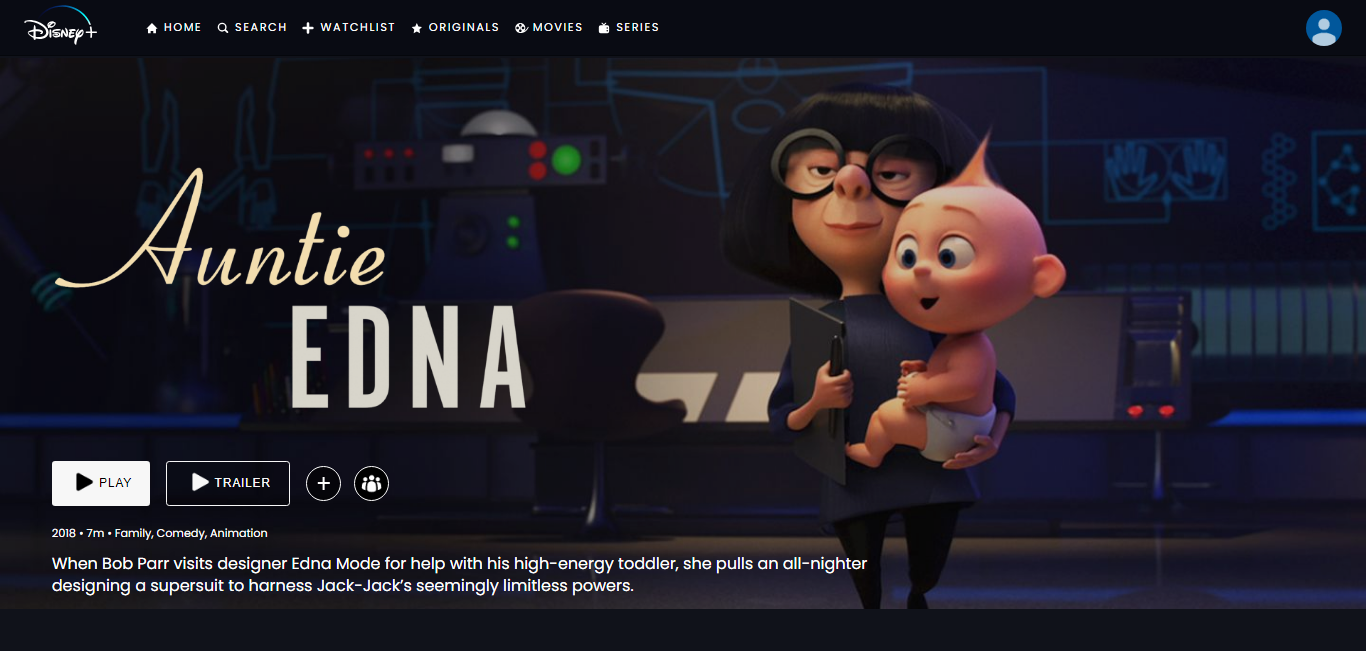 Disney+
HOME SEARCH WATCHLIST ORIGINALS MOVIES SERIES
Auntie
EDNA
PLAY TRAILER
2018 • 7m • Family, Comedy, Animation
When Bob Parr visits designer Edna Mode for help with his high-energy toddler, she pulls an all-nighter
designing a supersuit to harness Jack-Jack’s seemingly limitless powers.